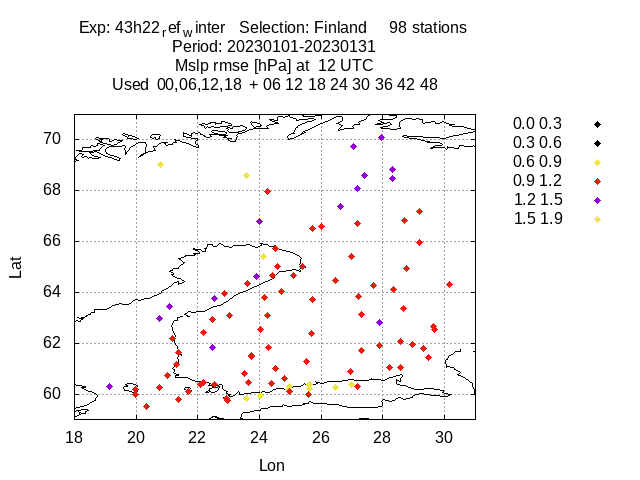 Exp: 43h22ref_winter Selection: Finland 98 stations
Period: 20230101-20230131
Mslp rmse [hPa] at 12 UTC
Used 00,06,12,18 + 06 12 18 24 30 36 42 48
0.0 0.3
0.3 0.6
0.6 0.9
0.9 1.2
1.2 1.5
1.5 1.9
70
68
66
64
62
60
Lat
18 20 22 24 26 28 30
Lon